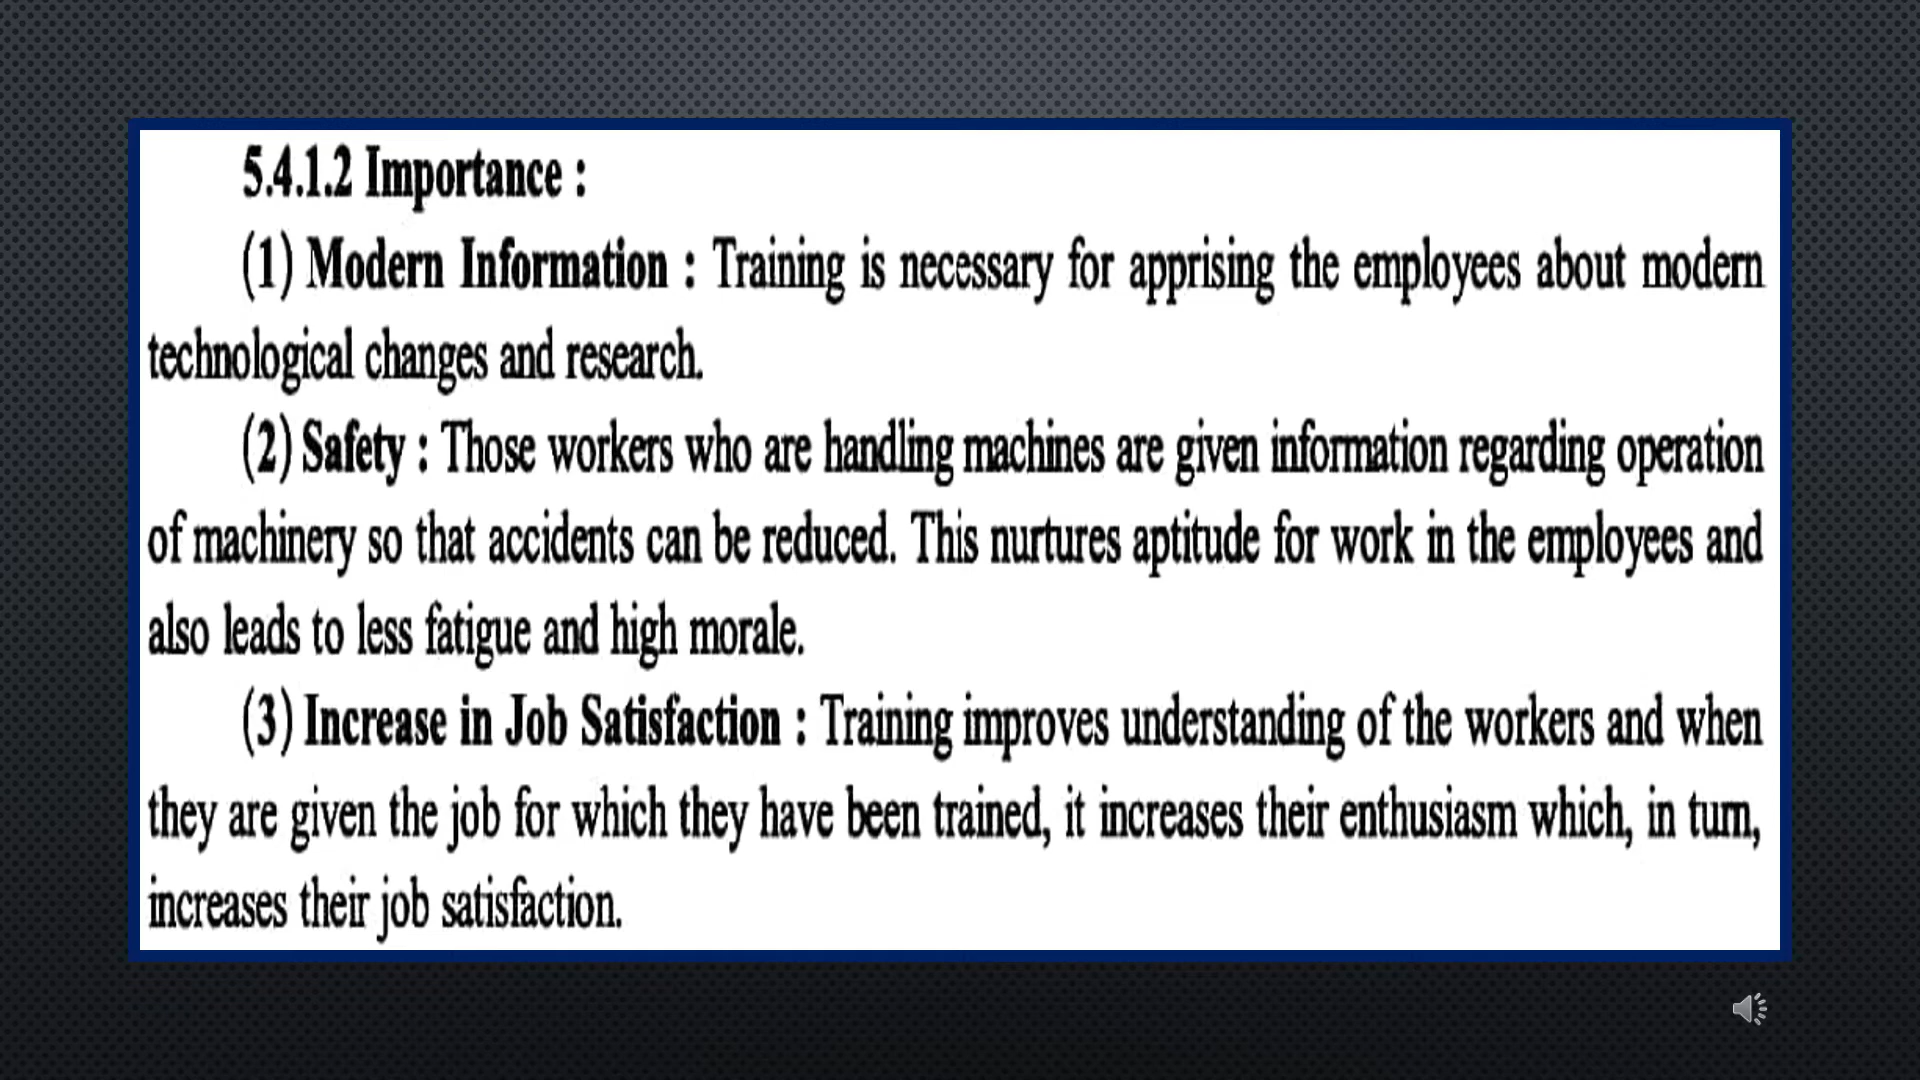 5.4.1.2 Importance :
(1) Modern Information : Training is necessary for apprising the employees about modern
technological changes and research.
(2) Safety : Those workers who are handling machines are given information regarding operation
of machinery so that accidents can be reduced. This nurtures aptitude for work in the employees and
also leads to less fatigue and high morale.
(3) Increase in Job Satisfaction : Training improves understanding of the workers and when
they are given the job for which they have been trained, it increases their enthusiasm which, in turn,
increases their job satisfaction.